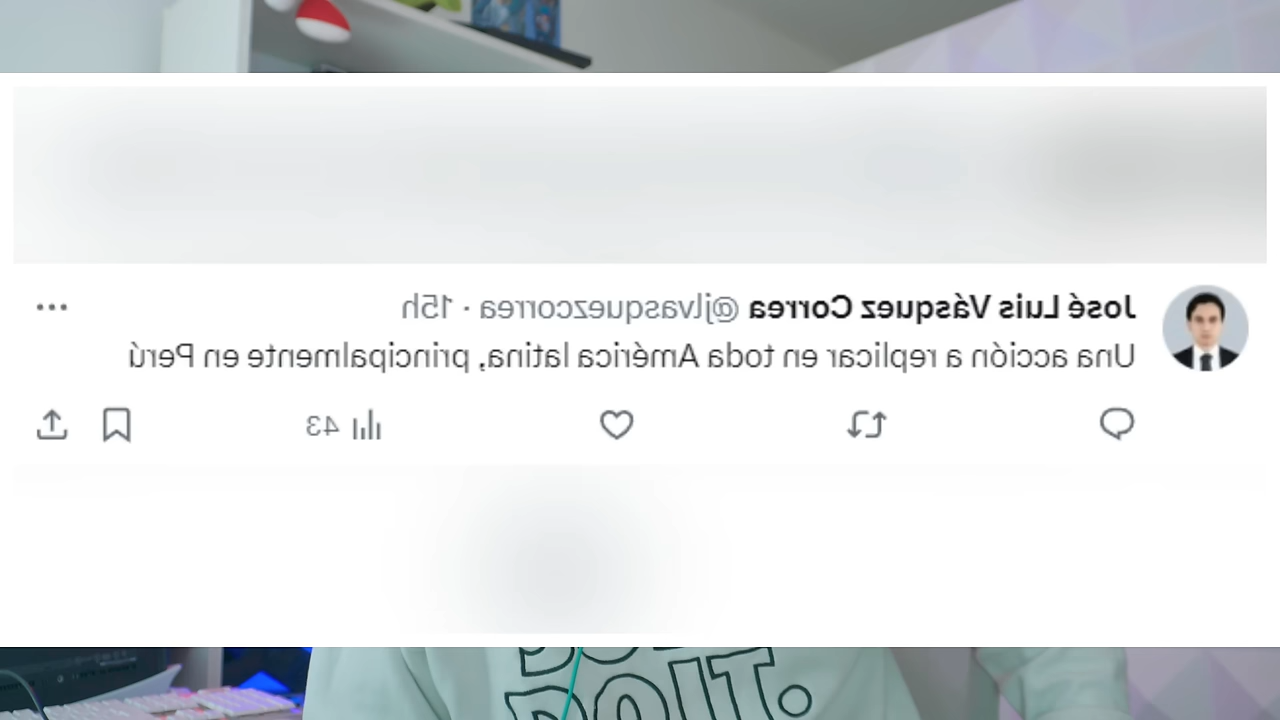 José Luis Vásquez Correa @jlvasquezcorrea · 15h
Una acción a replicar en toda América latina, principalmente en Perú
43